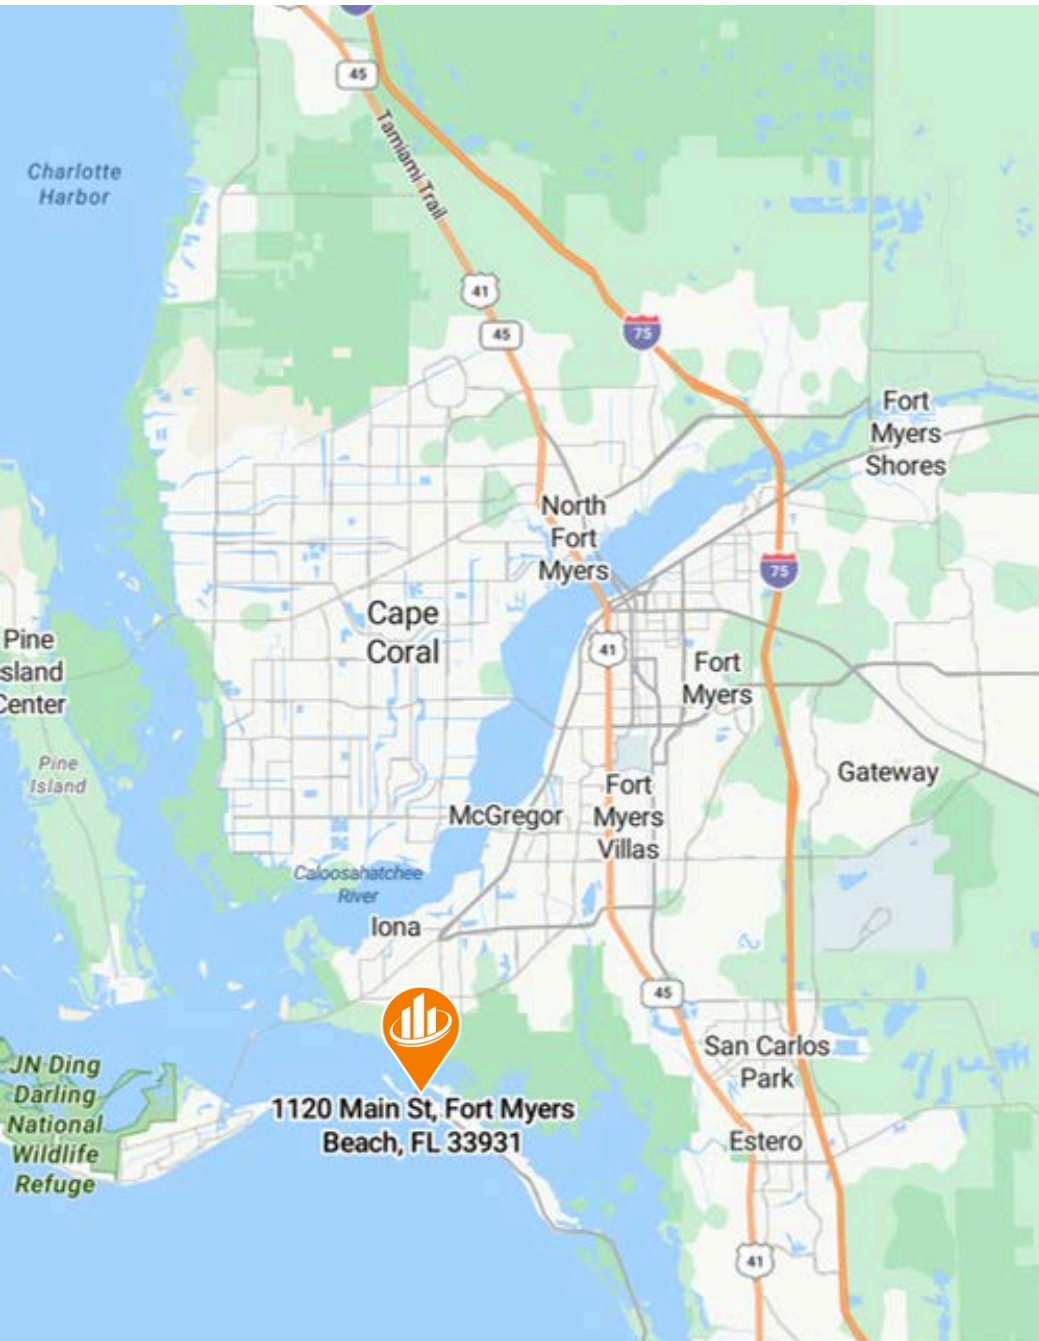 45
Tamiami Trail
Charlotte
Harbor
41
45
75
Fort
Myers
Shores
North
Fort
Myers
75
Cape
Coral
41
Pine
sland
Center
Fort
Myers
Pine
Island
Gateway
Fort
Myers
Villas
McGregor
Caloosahatchee
River
Iona
45
San Carlos
Park
JN Ding
Darling
National
Wildlife
Refuge
1120 Main St, Fort Myers
Beach, FL 33931
Estero
41